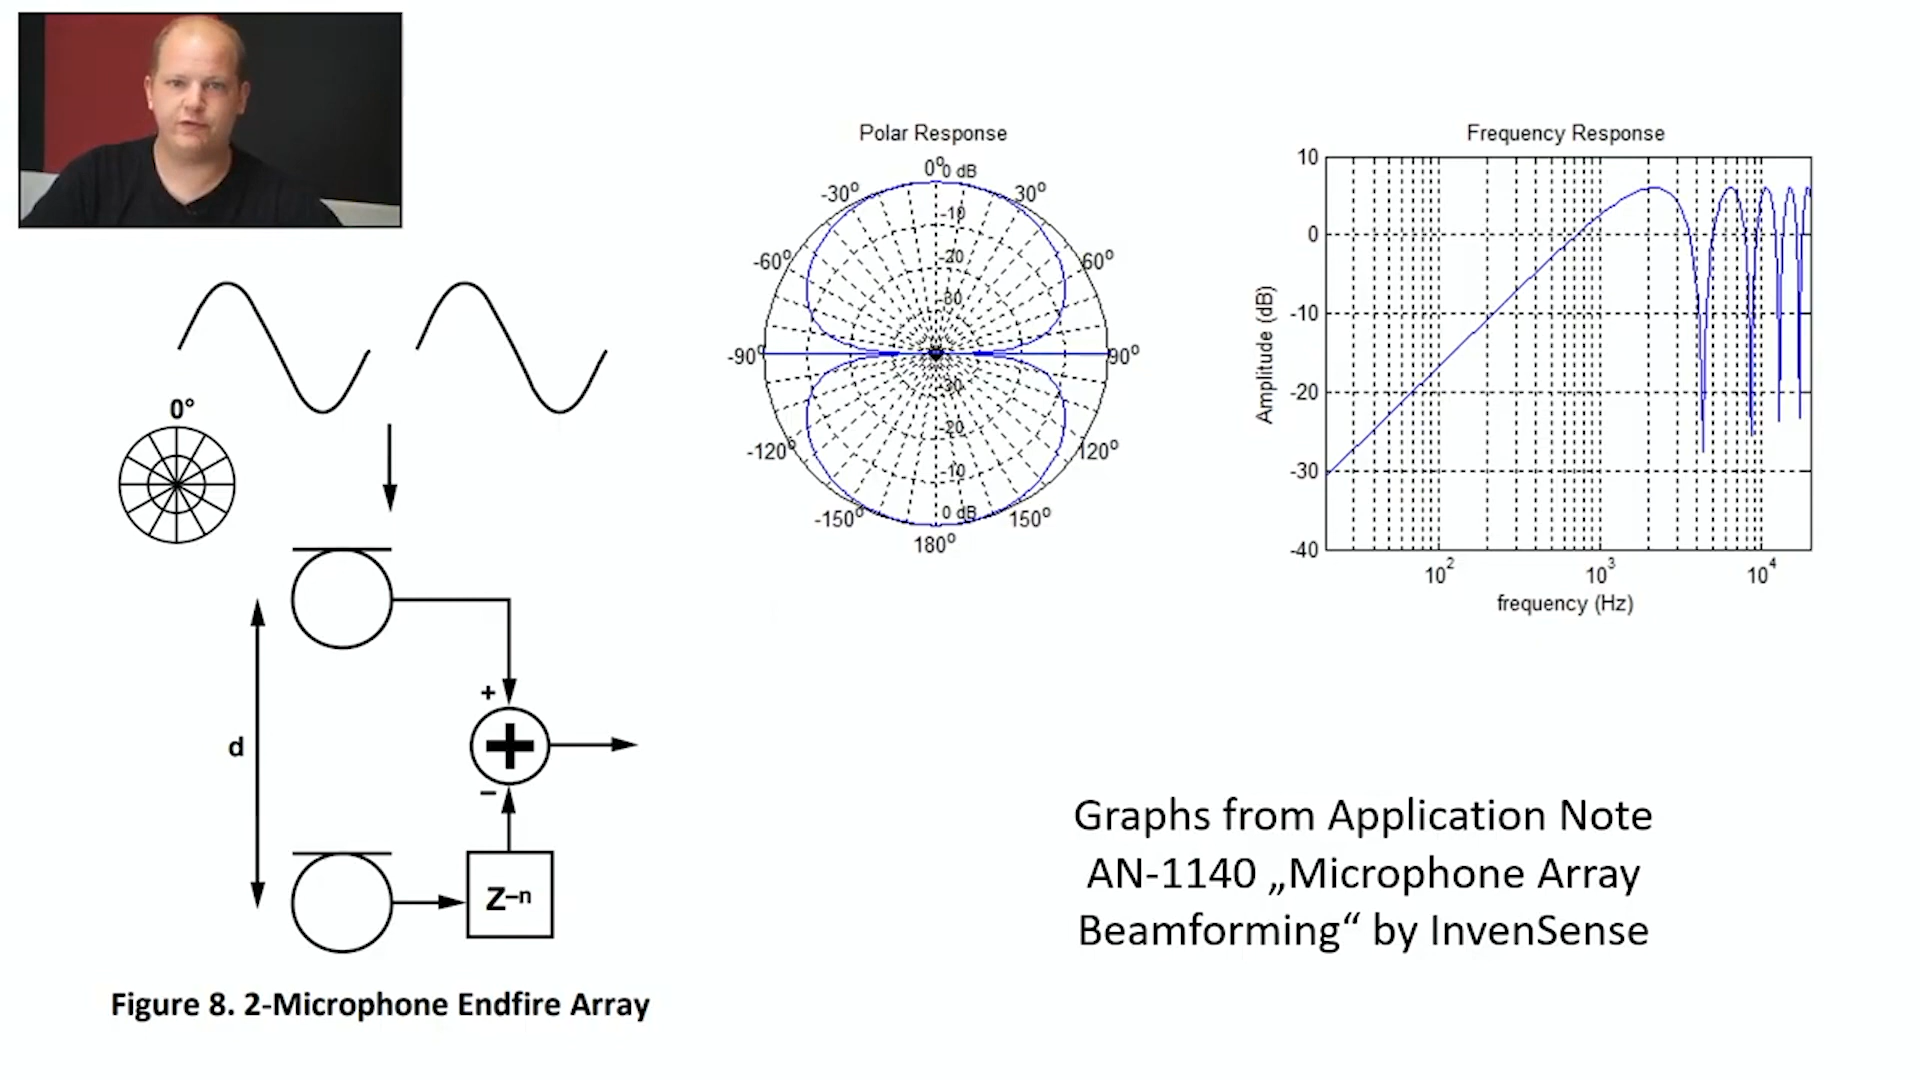 0°
d
+
−
Z–n
Figure 8. 2-Microphone Endfire Array
Polar Response
0° 0 dB
-30° 30°
-10
-60° 60°
-20
-30
-90° 90°
-30
-20
-120° 120°
-10
-150° 0 dB 150°
180°
Frequency Response
10
0
-10
-20
-30
-40
Amplitude (dB)
10² 10³ 10⁴
frequency (Hz)
Graphs from Application Note
AN-1140 „Microphone Array
Beamforming“ by InvenSense